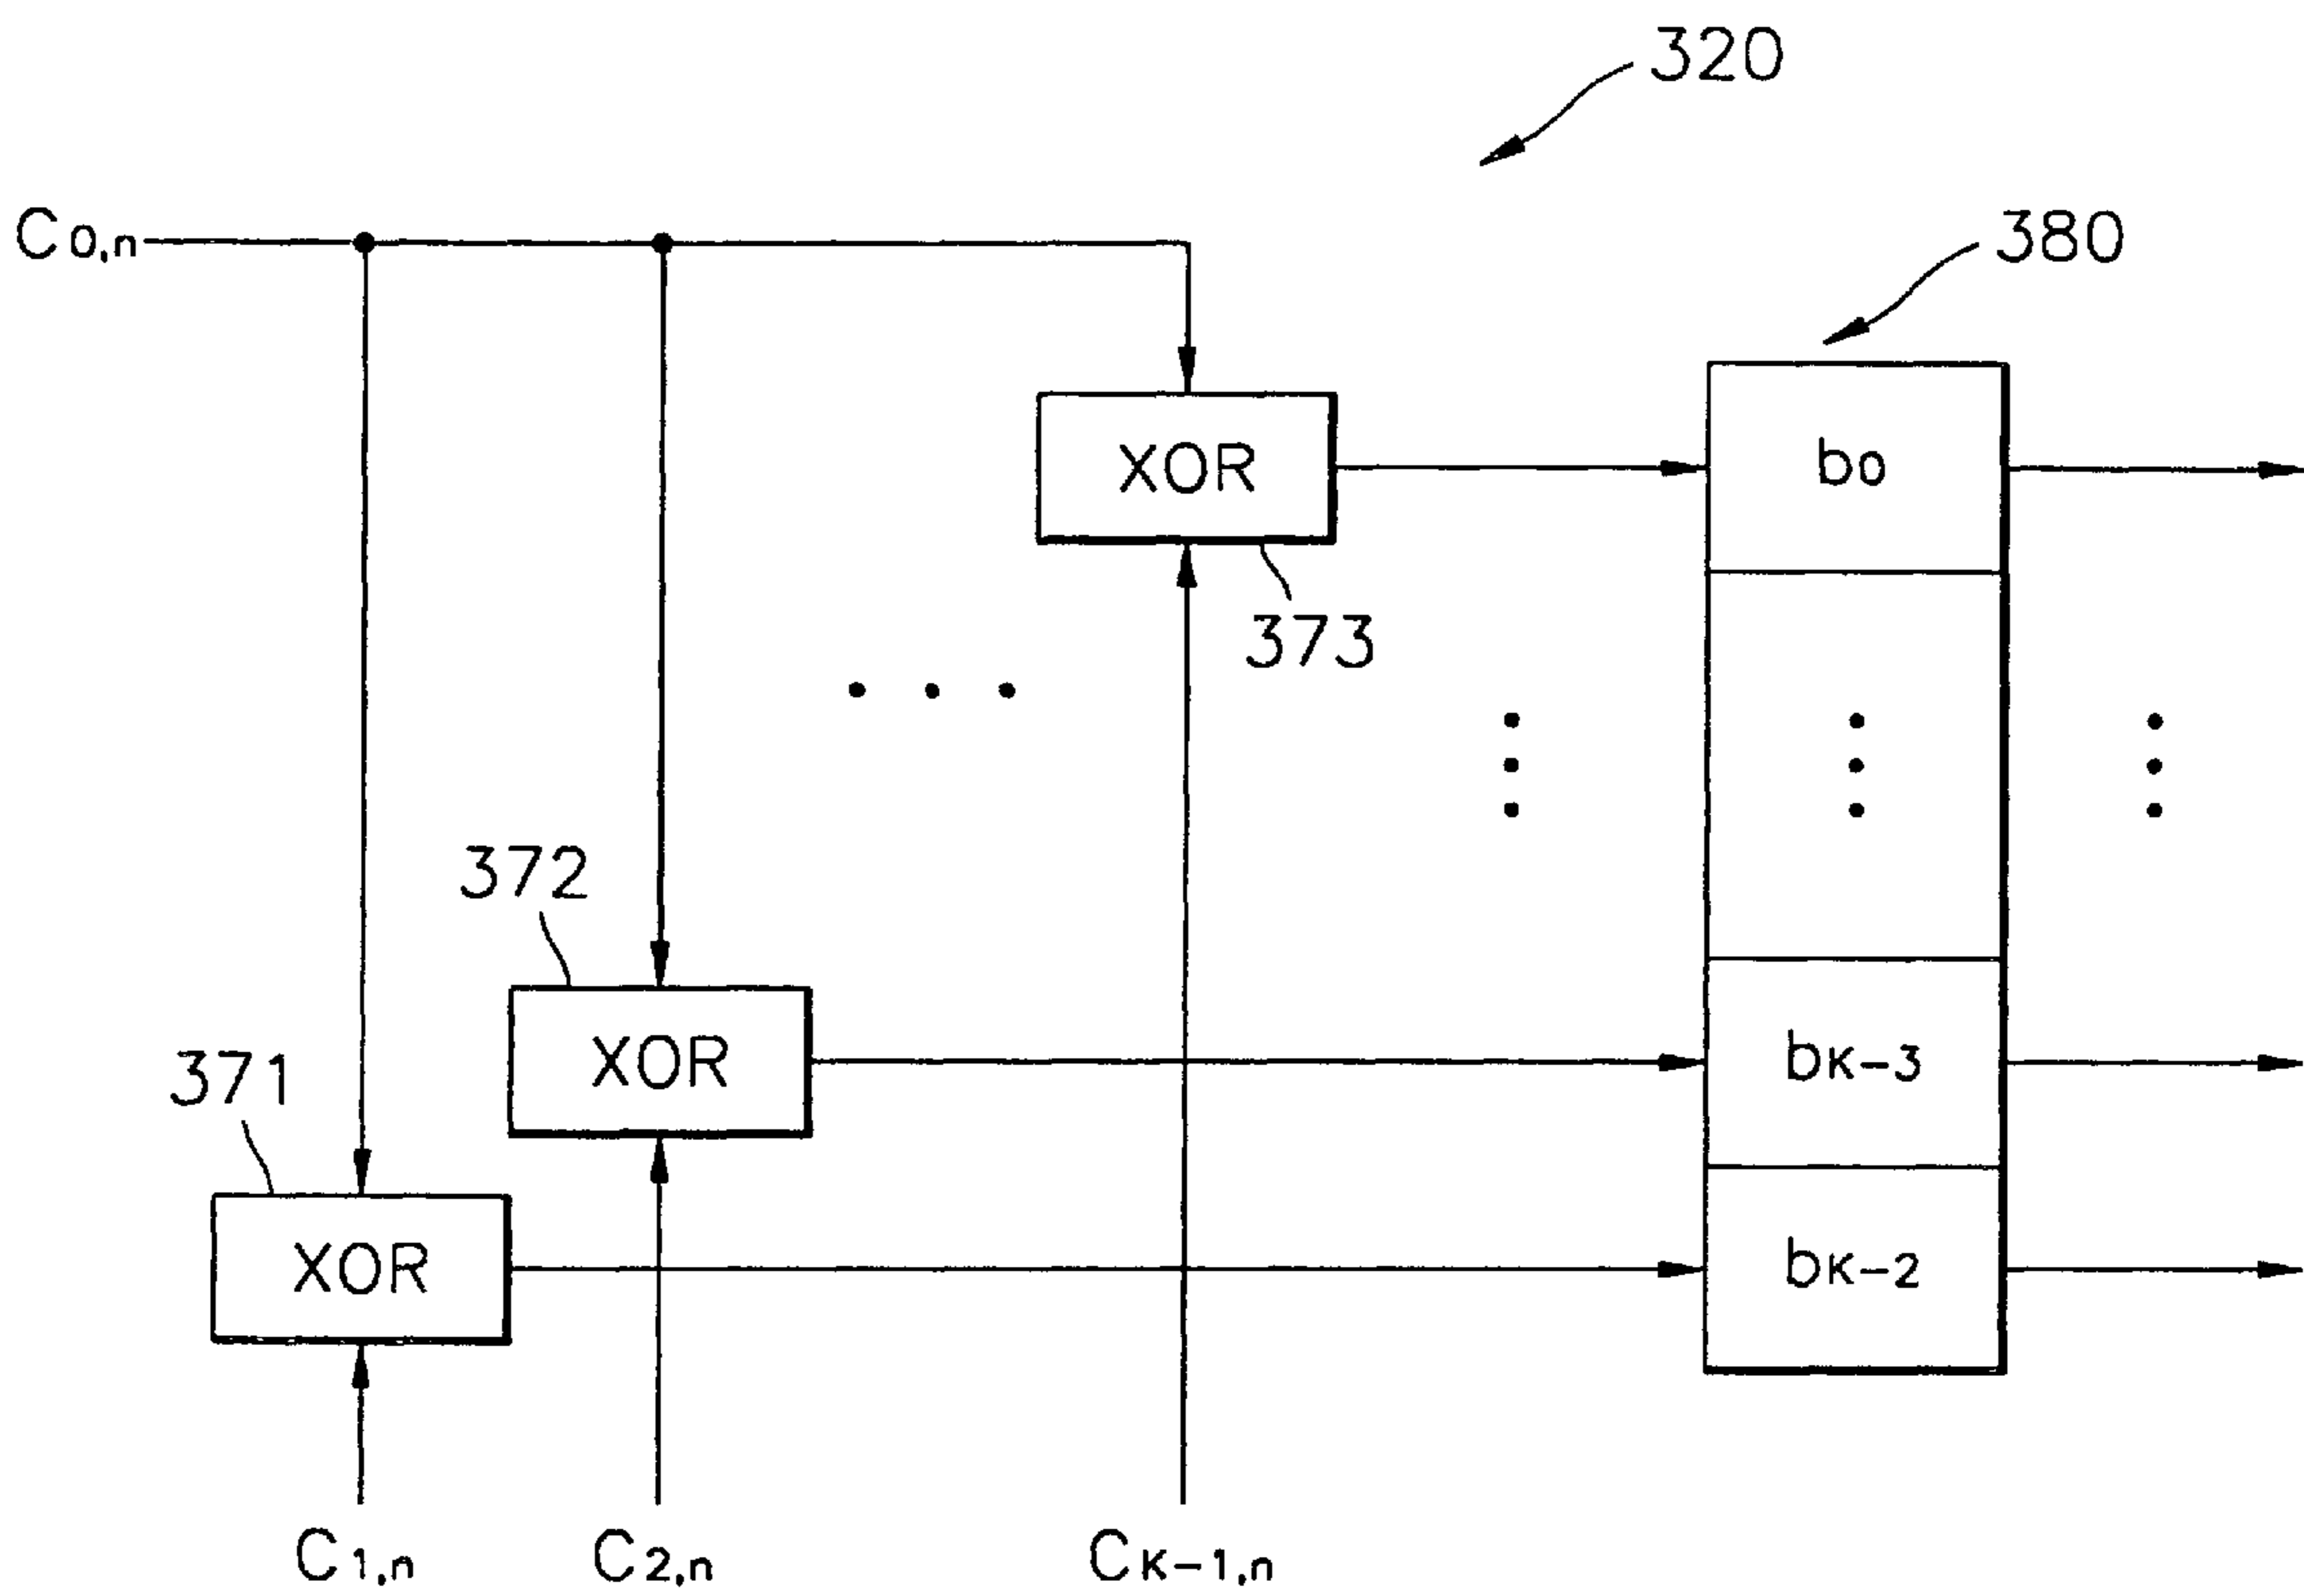 320
380
C0,n
XOR
b0
373
372
XOR
bK-3
371
XOR
bK-2
C1,n
C2,n
CK-1,n